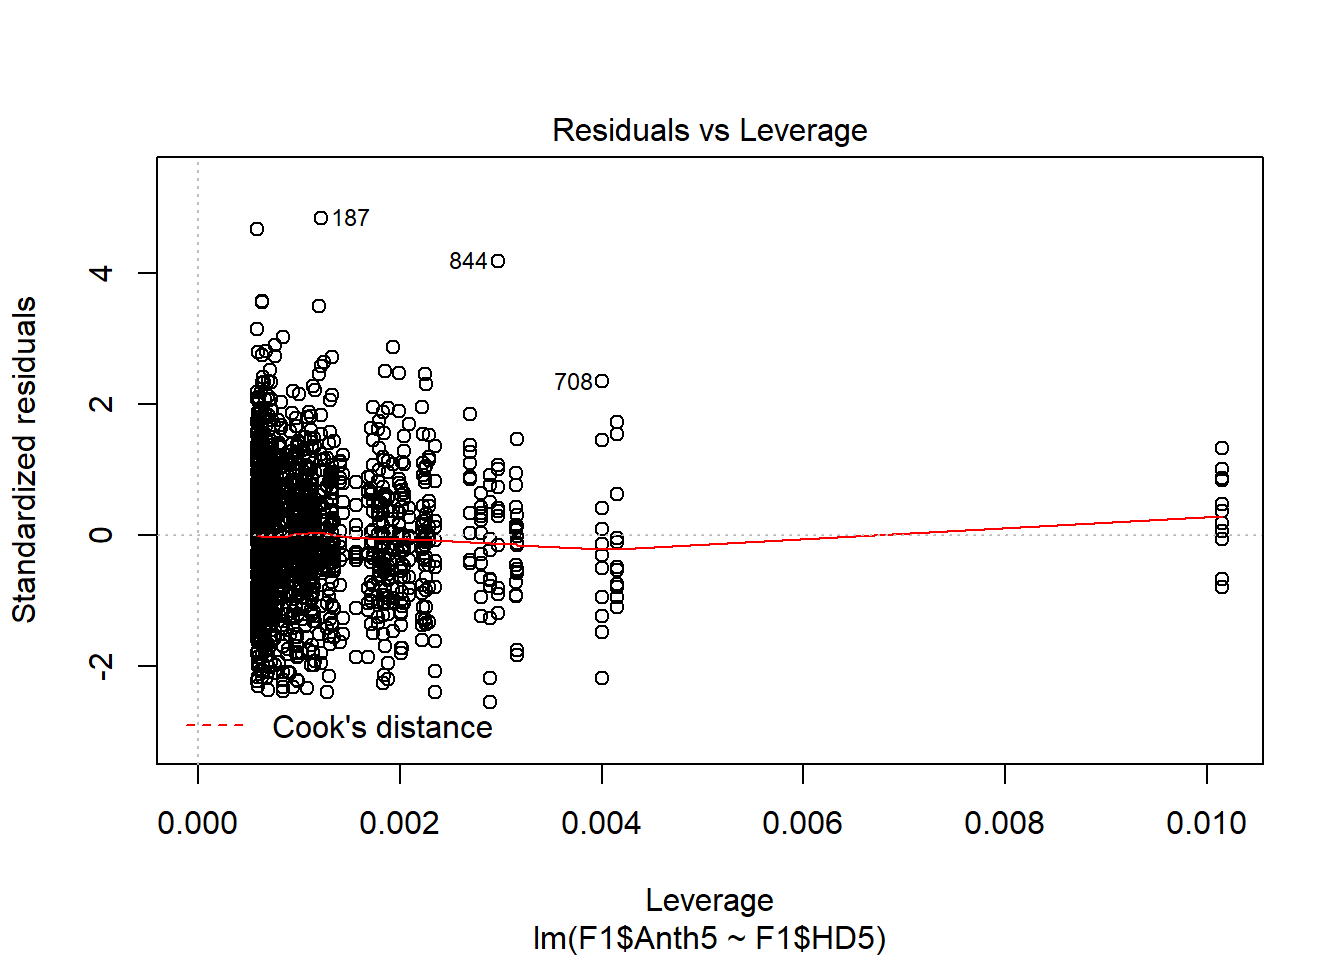 Residuals vs Leverage
Standardized residuals
4
2
0
-2
187
844
708
Cook's distance
0.000 0.002 0.004 0.006 0.008 0.010
Leverage
lm(F1$Anth5 ~ F1$HD5)